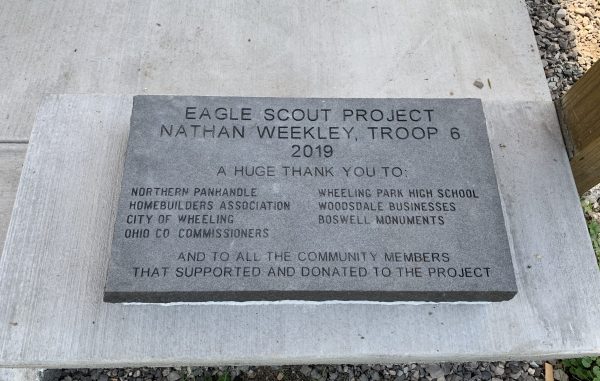 EAGLE SCOUT PROJECT
NATHAN WEEKLEY, TROOP 6
2019
A HUGE THANK YOU TO:
NORTHERN PANHANDLE
HOMEBUILDERS ASSOCIATION
CITY OF WHEELING
OHIO CO COMMISSIONERS
WHEELING PARK HIGH SCHOOL
WOODSDALE BUSINESSES
BOSWELL MONUMENTS
AND TO ALL THE COMMUNITY MEMBERS
THAT SUPPORTED AND DONATED TO THE PROJECT